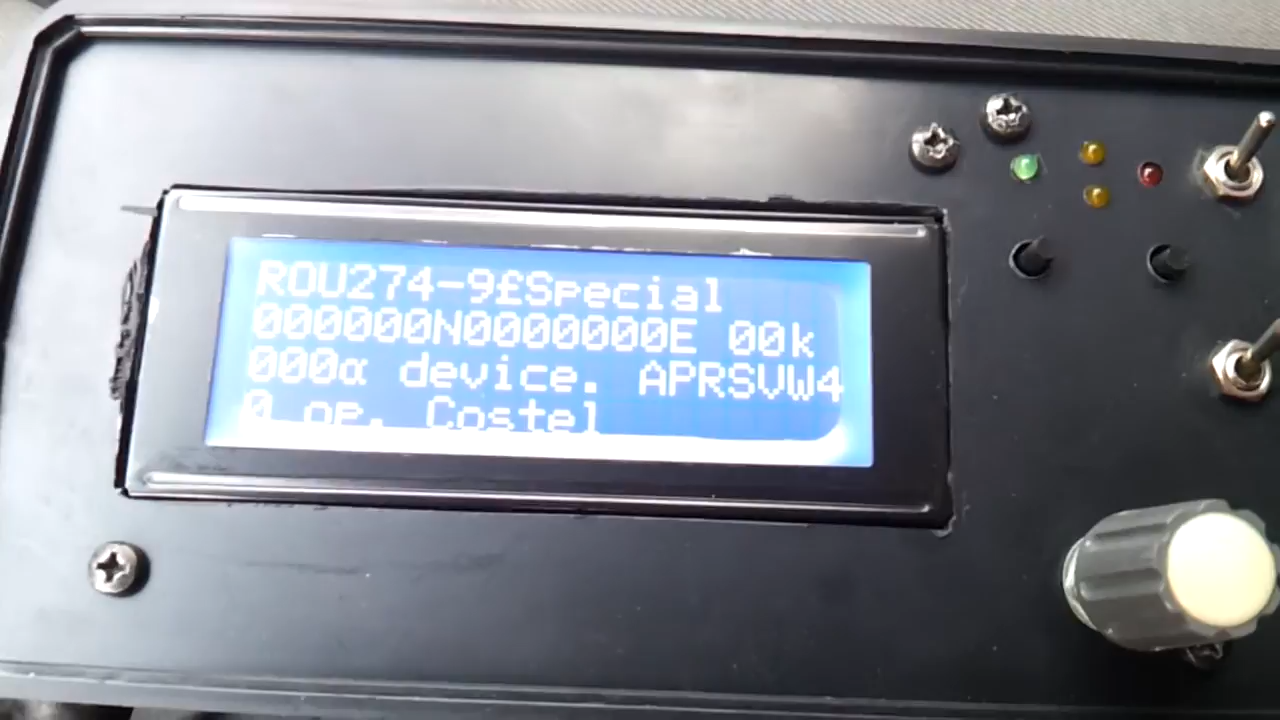 ROU274-9£Special
000000N0000000E 00k
000α device. APRSVW4
0 op. Costel